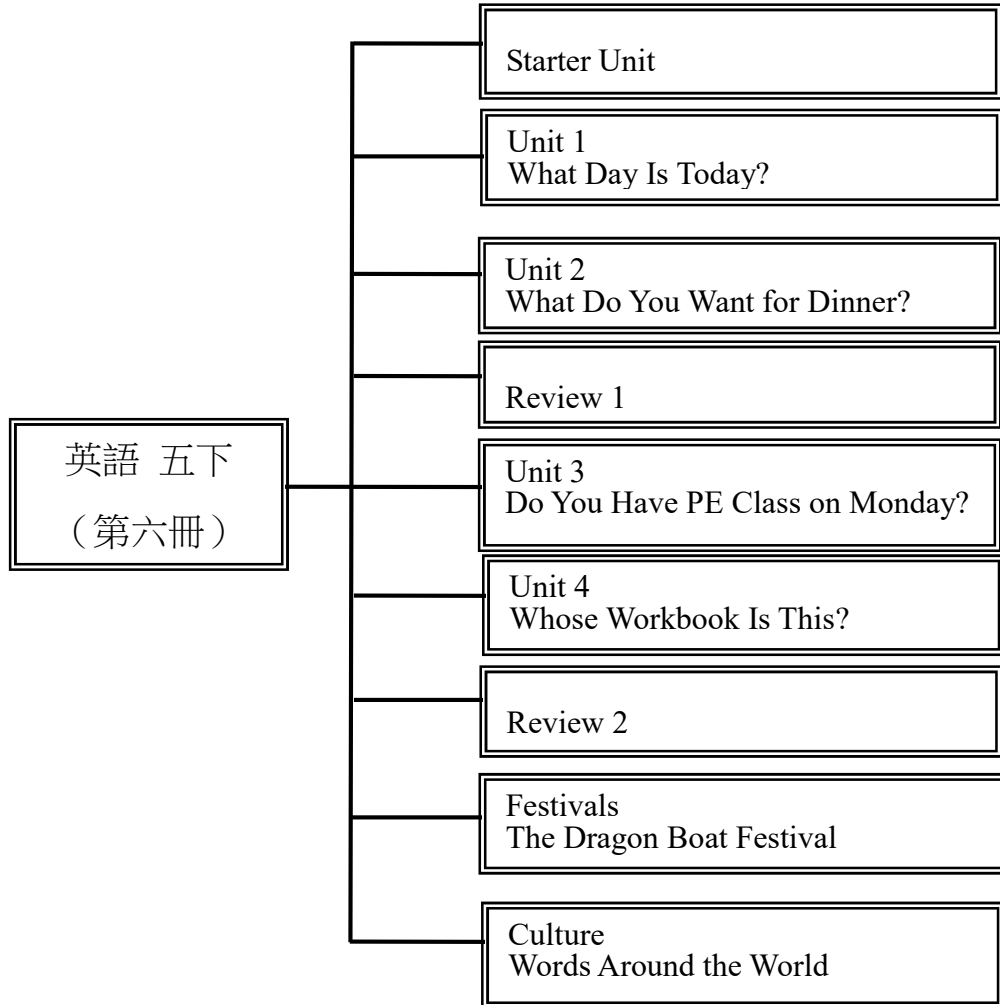 英語 五下
（第六冊）
Starter Unit
Unit 1
What Day Is Today?
Unit 2
What Do You Want for Dinner?
Review 1
Unit 3
Do You Have PE Class on Monday?
Unit 4
Whose Workbook Is This?
Review 2
Festivals
The Dragon Boat Festival
Culture
Words Around the World